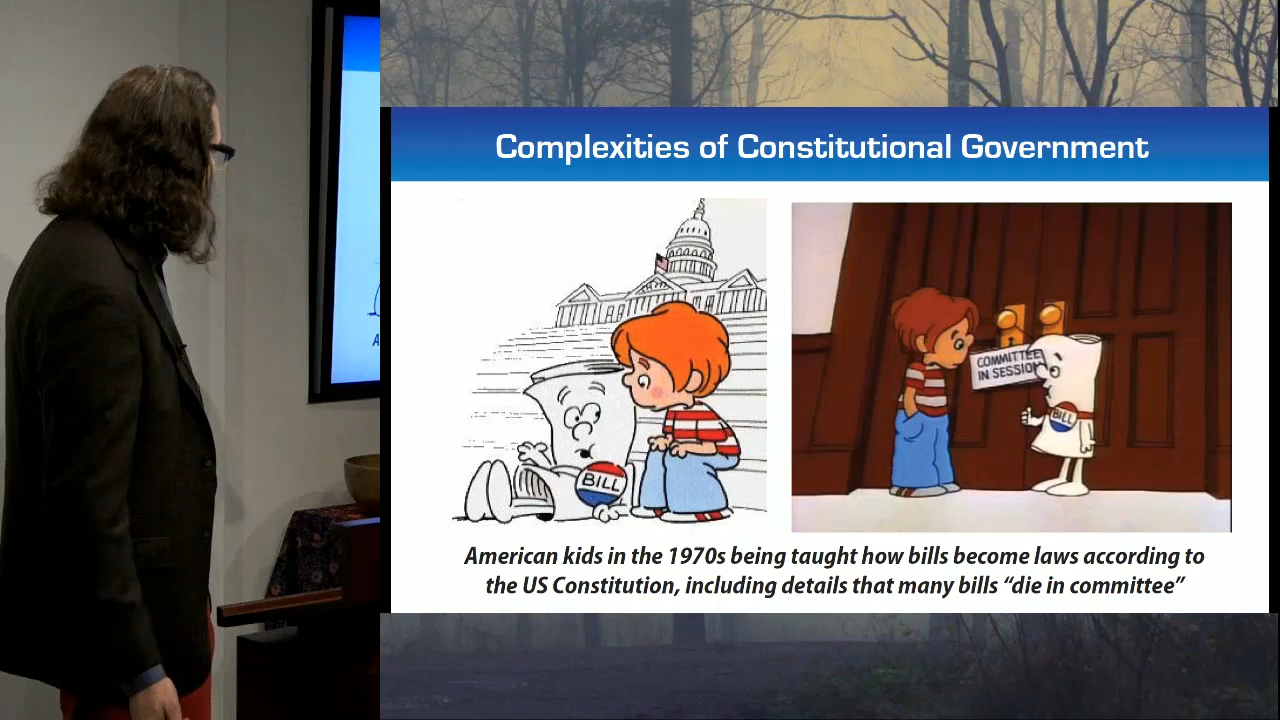 Complexities of Constitutional Government
COMMITTEE
IN SESSION
BILL
BILL
American kids in the 1970s being taught how bills become laws according to
the US Constitution, including details that many bills “die in committee”
A